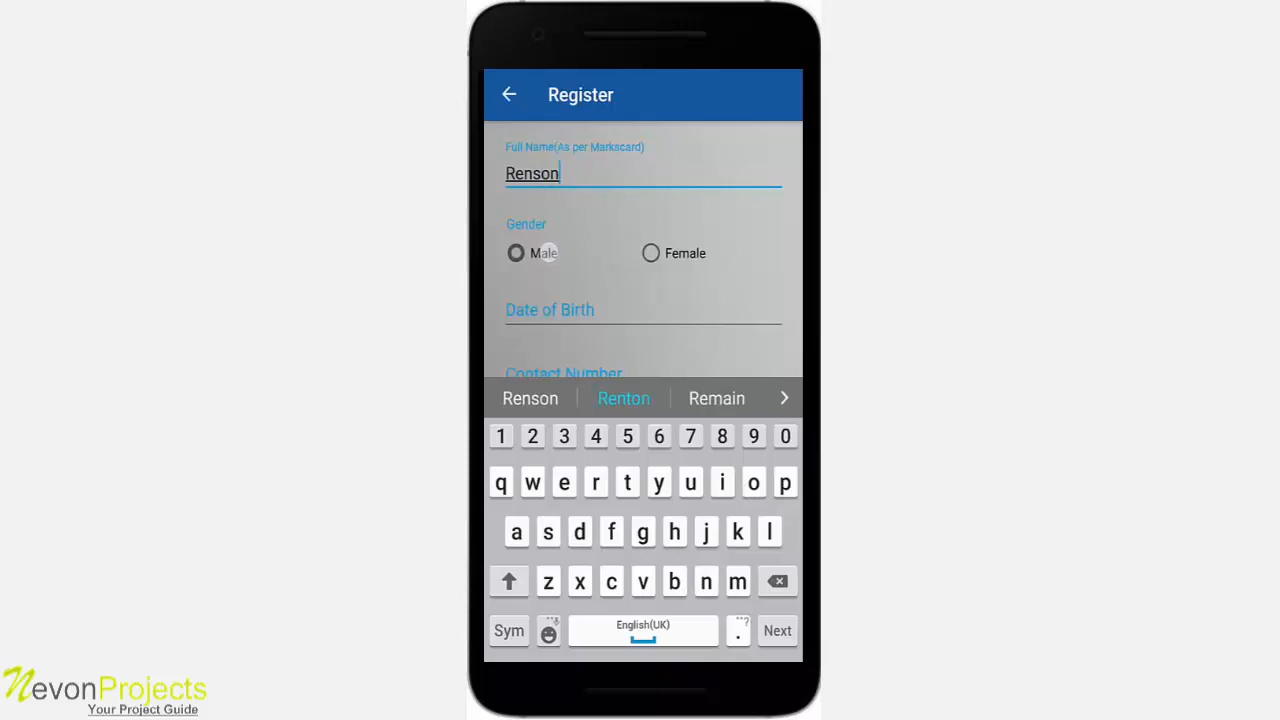 Register
Full Name(As per Markscard)
Renson
Gender
Male Female
Date of Birth
Contact Number
Renson Renton Remain
1 2 3 4 5 6 7 8 9 0
q w e r t y u i o p
a s d f g h j k l
z x c v b n m
Sym English(UK) . ? Next
NevonProjects
Your Project Guide